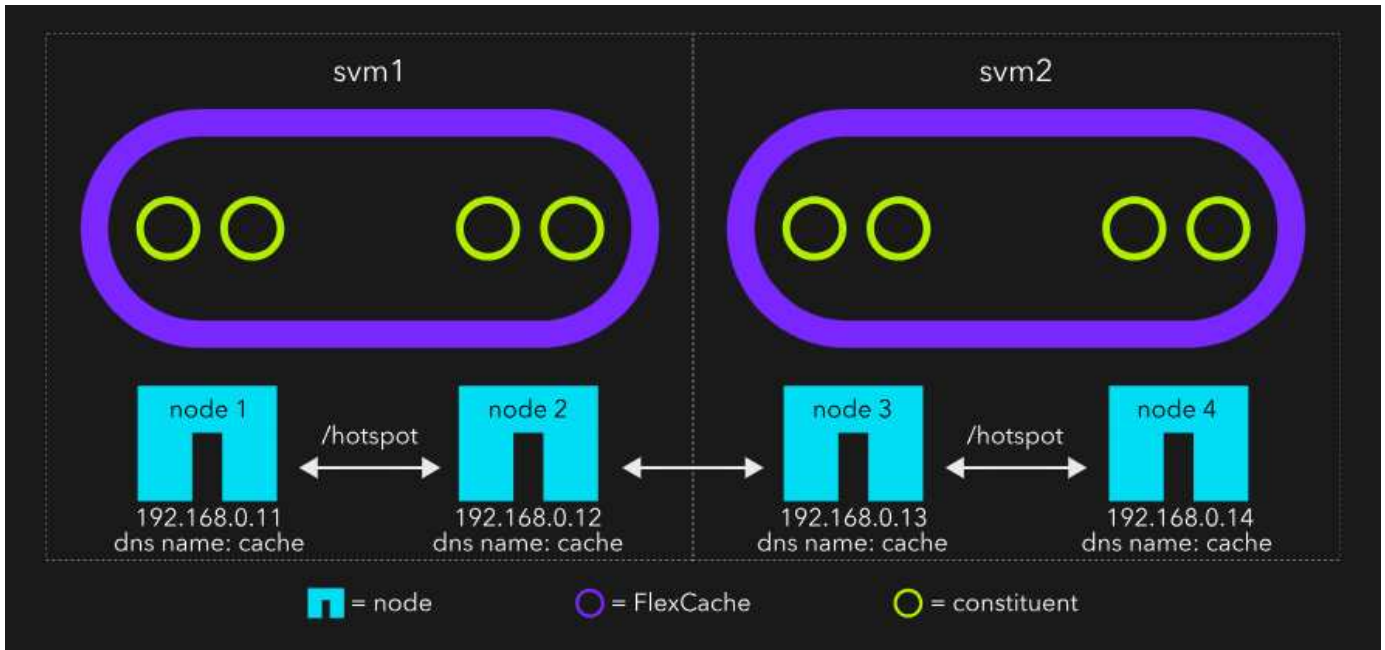 svm1
svm2
node 1
/hotspot
node 2
node 3
/hotspot
node 4
192.168.0.11
dns name: cache
192.168.0.12
dns name: cache
192.168.0.13
dns name: cache
192.168.0.14
dns name: cache
= node
= FlexCache
= constituent